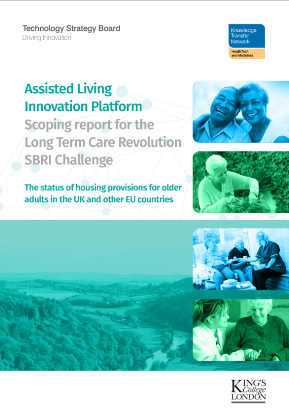 Technology Strategy Board
Driving Innovation
Knowledge
Transfer
Network
HealthTech
and Medicines
Assisted Living
Innovation Platform
Scoping report for the
Long Term Care Revolution
SBRI Challenge
The status of housing provisions for older
adults in the UK and other EU countries
KING'S
College
LONDON